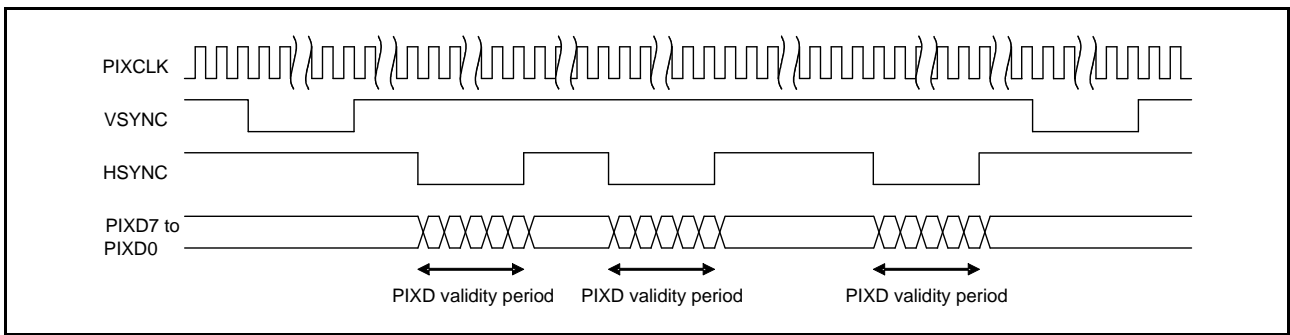 PIXCLK
VSYNC
HSYNC
PIXD7 to
PIXD0
PIXD validity period
PIXD validity period
PIXD validity period